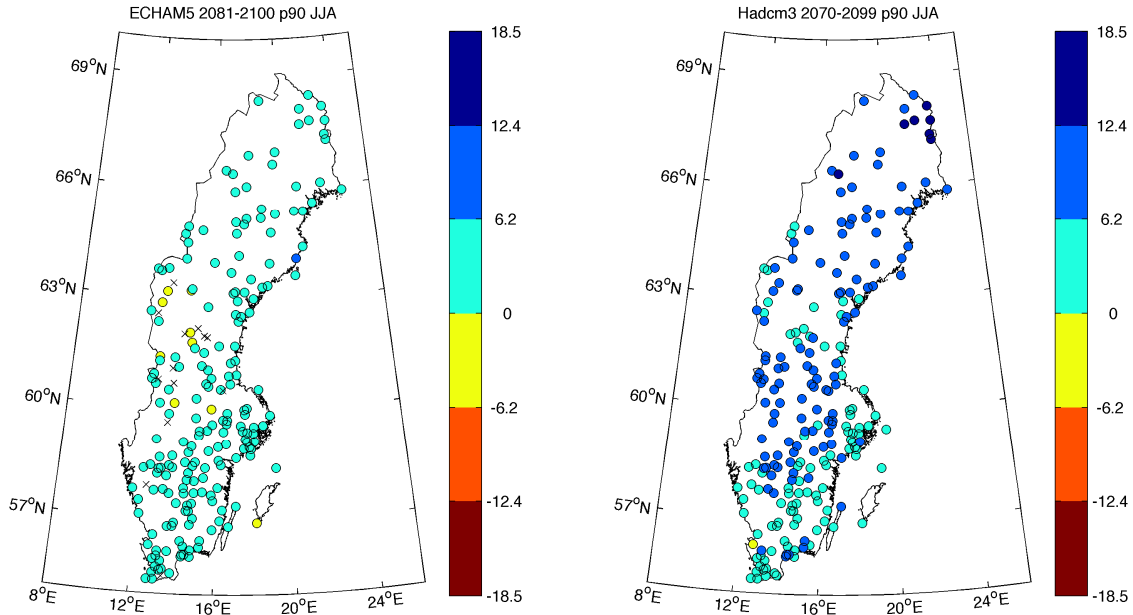 ECHAM5 2081-2100 p90 JJA
69°N
66°N
63°N
60°N
57°N
8°E
12°E
16°E
20°E
24°E
18.5
12.4
6.2
0
-6.2
-12.4
-18.5
Hadcm3 2070-2099 p90 JJA
69°N
66°N
63°N
60°N
57°N
8°E
12°E
16°E
20°E
24°E
18.5
12.4
6.2
0
-6.2
-12.4
-18.5